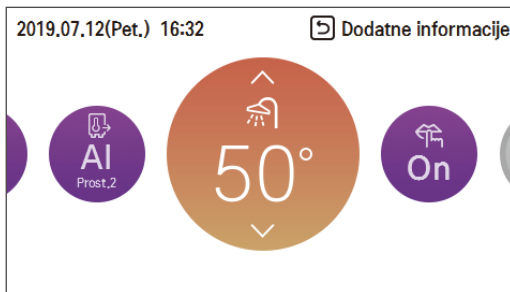 2019.07.12(Pet.) 16:32
Dodatne informacije
AI
Prost.2
50°
On